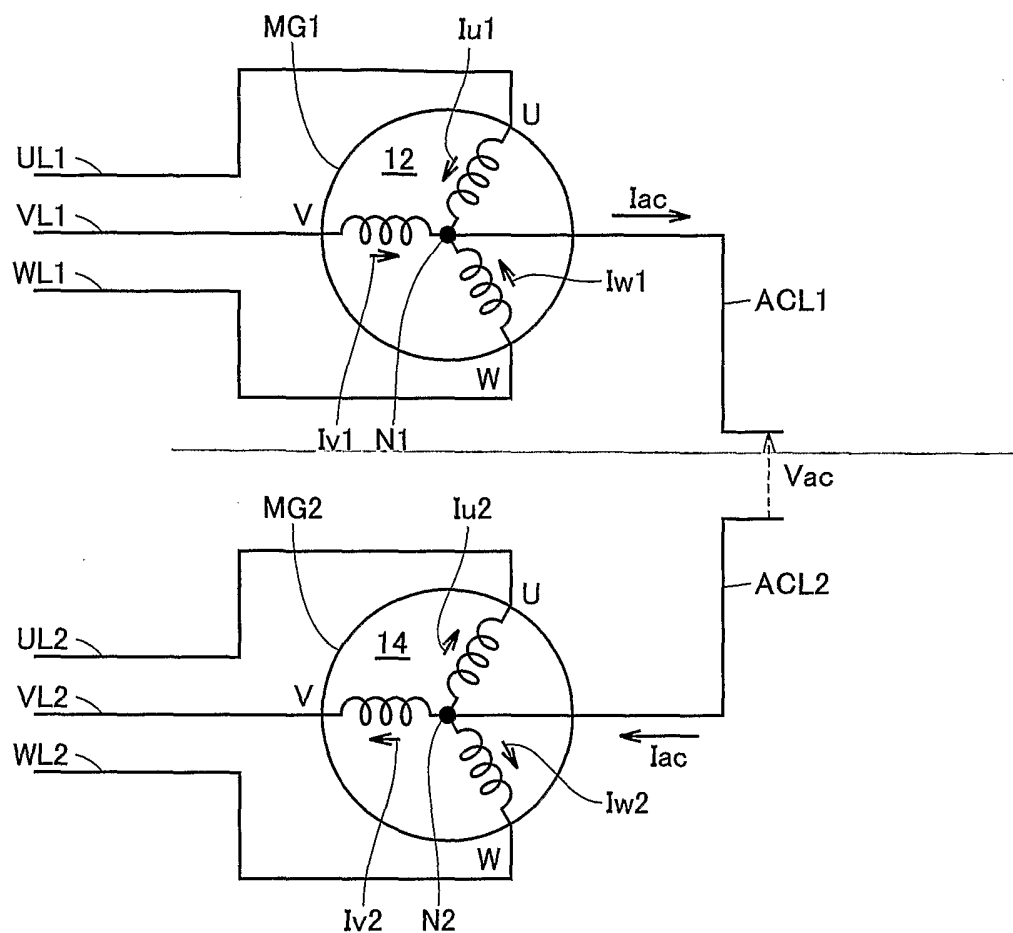 MG1
Iu1
U
UL1
12
VL1
V
Iac
WL1
Iw1
ACL1
W
Iv1
N1
Vac
MG2
Iu2
U
ACL2
UL2
14
VL2
V
Iac
WL2
Iw2
W
Iv2
N2